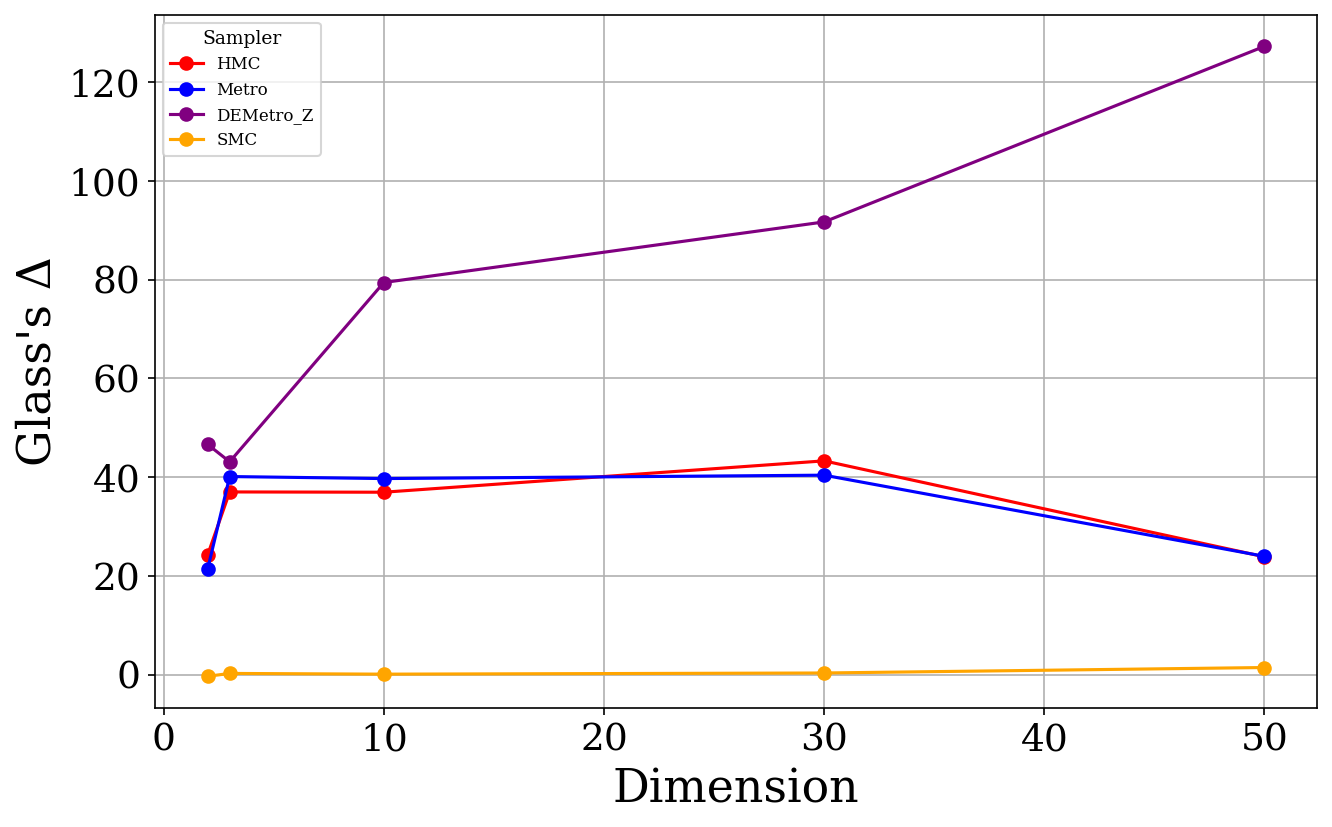 Sampler
HMC
Metro
DEMetro_Z
SMC
Glass's Δ
120
100
80
60
40
20
0
0 10 20 30 40 50
Dimension